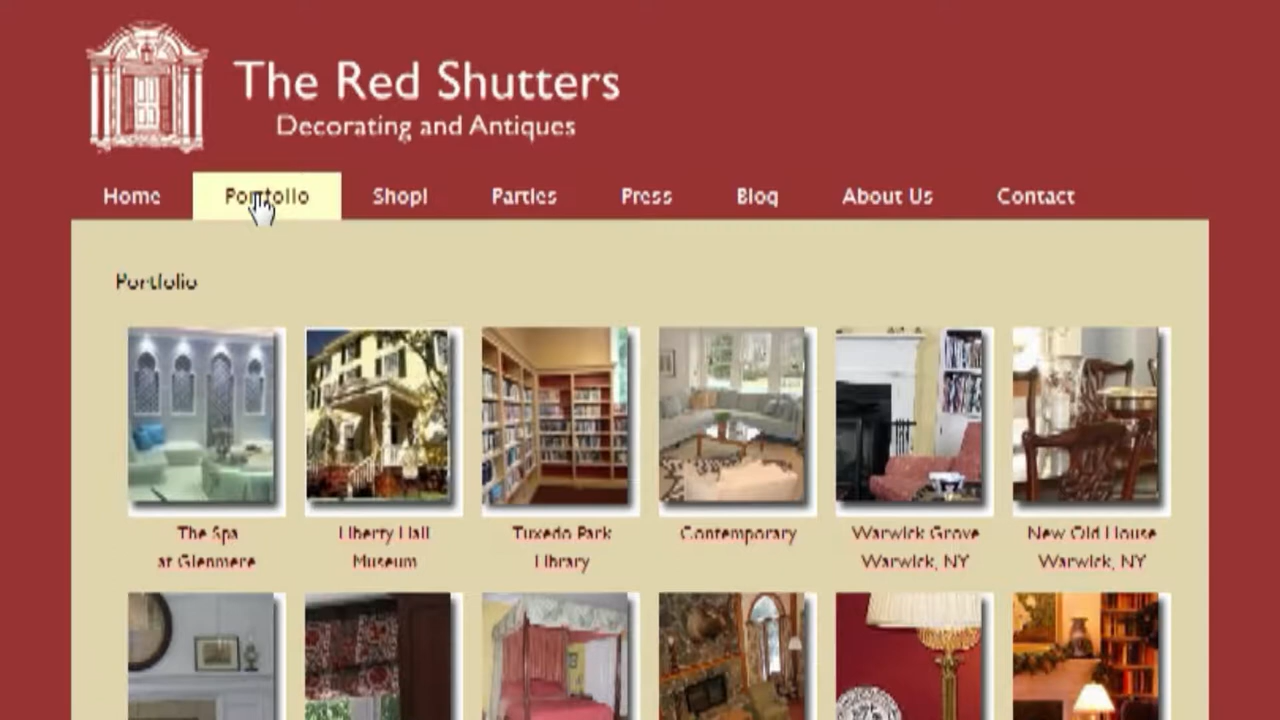 The Red Shutters
Decorating and Antiques
Home Portfolio Shop! Parties Press Blog About Us Contact
Portfolio
The Spa at Glenmere
Liberty Hall Museum
Tuxedo Park Library
Contemporary
Warwick Grove Warwick, NY
New Old House Warwick, NY